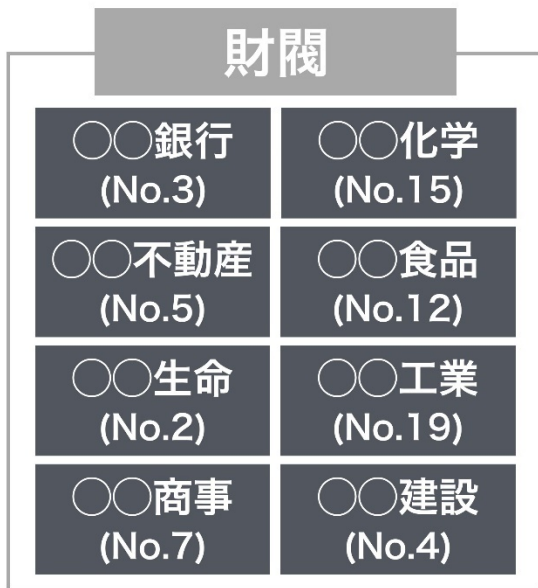 財閥
○○銀行
(No.3)
○○化学
(No.15)
○○不動産
(No.5)
○○食品
(No.12)
○○生命
(No.2)
○○工業
(No.19)
○○商事
(No.7)
○○建設
(No.4)